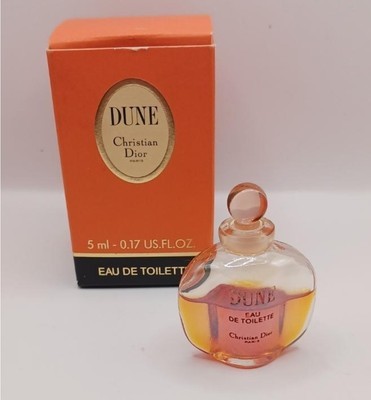 DUNE
Christian
Dior
PARIS
5 ml - 0.17 US.FL.OZ.
EAU DE TOILETTE
DUNE
EAU
DE TOILETTE
Christian Dior
PARIS